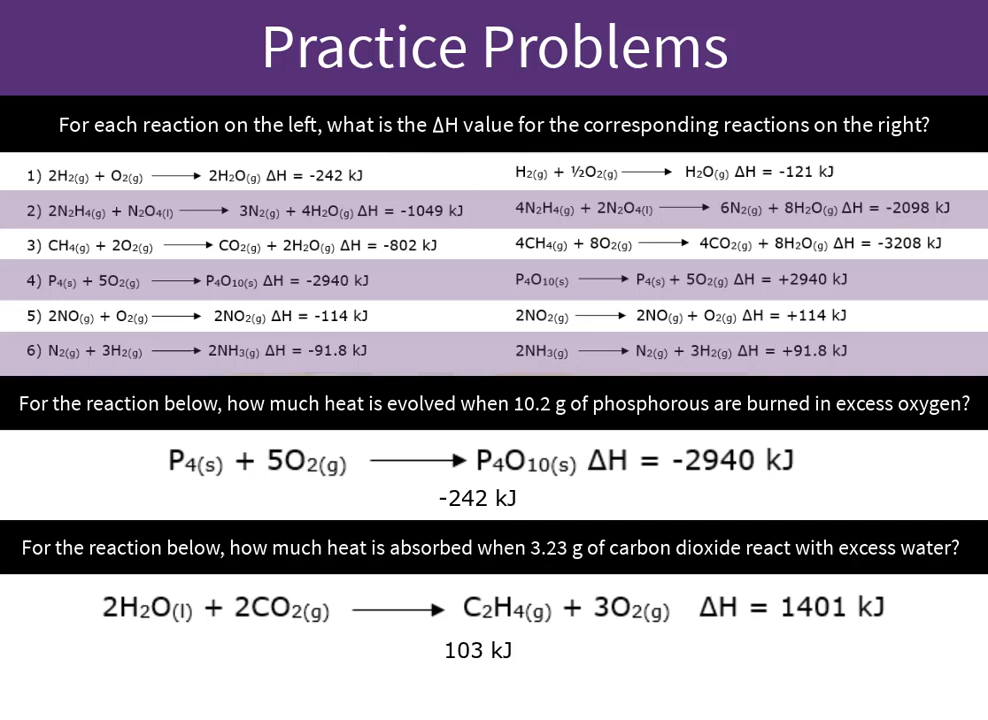 Practice Problems
For each reaction on the left, what is the ΔH value for the corresponding reactions on the right?
1) 2H₂(g) + O₂(g) ⟶ 2H₂O(g) ΔH = -242 kJ H₂(g) + ½O₂(g) ⟶ H₂O(g) ΔH = -121 kJ
2) 2N₂H₄(g) + N₂O₄(l) ⟶ 3N₂(g) + 4H₂O(g) ΔH = -1049 kJ 4N₂H₄(g) + 2N₂O₄(l) ⟶ 6N₂(g) + 8H₂O(g) ΔH = -2098 kJ
3) CH₄(g) + 2O₂(g) ⟶ CO₂(g) + 2H₂O(g) ΔH = -802 kJ 4CH₄(g) + 8O₂(g) ⟶ 4CO₂(g) + 8H₂O(g) ΔH = -3208 kJ
4) P₄(s) + 5O₂(g) ⟶ P₄O₁₀(s) ΔH = -2940 kJ P₄O₁₀(s) ⟶ P₄(s) + 5O₂(g) ΔH = +2940 kJ
5) 2NO(g) + O₂(g) ⟶ 2NO₂(g) ΔH = -114 kJ 2NO₂(g) ⟶ 2NO(g) + O₂(g) ΔH = +114 kJ
6) N₂(g) + 3H₂(g) ⟶ 2NH₃(g) ΔH = -91.8 kJ 2NH₃(g) ⟶ N₂(g) + 3H₂(g) ΔH = +91.8 kJ
For the reaction below, how much heat is evolved when 10.2 g of phosphorous are burned in excess oxygen?
P₄(s) + 5O₂(g) ⟶ P₄O₁₀(s) ΔH = -2940 kJ
-242 kJ
For the reaction below, how much heat is absorbed when 3.23 g of carbon dioxide react with excess water?
2H₂O(l) + 2CO₂(g) ⟶ C₂H₄(g) + 3O₂(g) ΔH = 1401 kJ
103 kJ